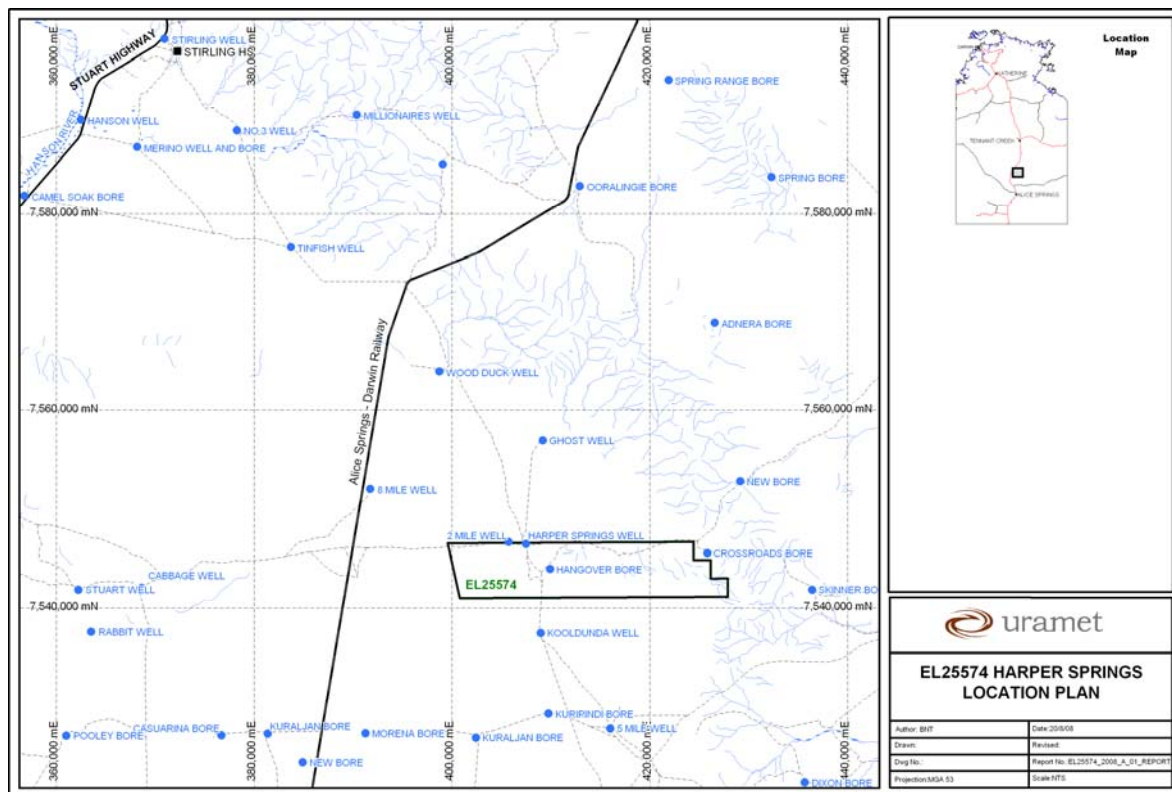 360,000 mE
380,000 mE
400,000 mE
420,000 mE
440,000 mE
STUART HIGHWAY
STIRLING WELL
STIRLING HS
SPRING RANGE BORE
HANSON RIVER
HANSON WELL
NO.3 WELL
MILLIONAIRES WELL
MERINO WELL AND BORE
CAMEL SOAK BORE
OORALINGIE BORE
SPRING BORE
7,580,000 mN
7,580,000 mN
TINFISH WELL
ADNERA BORE
Alice Springs - Darwin Railway
WOOD DUCK WELL
7,560,000 mN
7,560,000 mN
GHOST WELL
8 MILE WELL
NEW BORE
2 MILE WELL
HARPER SPRINGS WELL
CROSSROADS BORE
HANGOVER BORE
EL25574
CABBAGE WELL
STUART WELL
SKINNER BO
7,540,000 mN
7,540,000 mN
RABBIT WELL
KOOLDUNDA WELL
KURIRINDI BORE
5 MILE WELL
POOLEY BORE
CASUARINA BORE
KURALJAN BORE
MORENA BORE
KURALJAN BORE
NEW BORE
DIXON BORE
360,000 mE
380,000 mE
400,000 mE
420,000 mE
440,000 mE
Location
Map
DARWIN
KATHERINE
TENNANT CREEK
ALICE SPRINGS
uramet
EL25574 HARPER SPRINGS
LOCATION PLAN
Author: BNT
Date:20/8/08
Drawn:
Revised:
Dwg No.:
Report No: EL25574_2008_A_01_REPORT
Projection:MGA 53
Scale:NTS